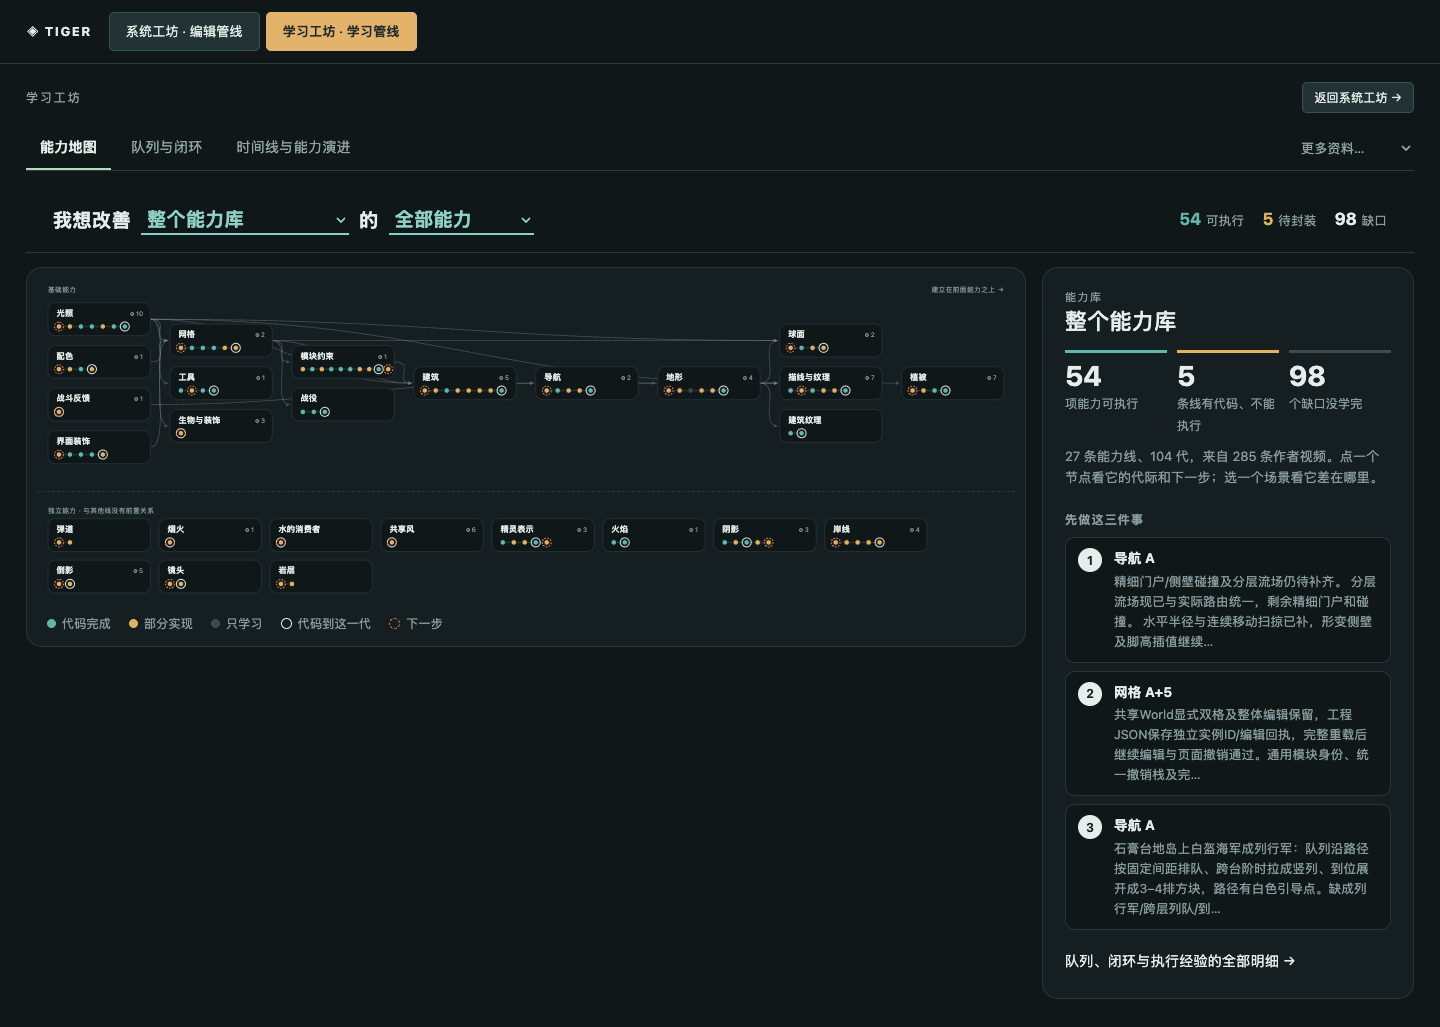 ◈ TIGER
系统工坊 · 编辑管线
学习工坊 · 学习管线
学习工坊
返回系统工坊 →
能力地图
队列与闭环
时间线与能力演进
更多资料...
我想改善 整个能力库 的 全部能力
54 可执行 5 待封装 98 缺口
基础能力
建立在前面能力之上 →
光照 10
配色 1
战斗反馈 1
界面装饰
网格 2
工具 1
生物与装饰 3
模块约束 1
战役
建筑 5
导航 2
地形 4
球面 2
描线与纹理 7
建筑纹理
植被 7
独立能力 · 与其他线没有前置关系
弹道
烟火 1
水的消费者
共享风 6
精灵表示 3
火焰 1
阴影 3
岸线 4
倒影 5
镜头
岩层
代码完成
部分实现
只学习
代码到这一代
下一步
能力库
整个能力库
54
项能力可执行
5
条线有代码、不能
执行
98
个缺口没学完
27 条能力线、104 代，来自 285 条作者视频。点一个
节点看它的代际和下一步；选一个场景看它差在哪里。
先做这三件事
1
导航 A
精细门户/侧壁碰撞及分层流场仍待补齐。 分层
流场现已与实际路由统一，剩余精细门户和碰
撞。 水平半径与连续移动扫掠已补，形变侧壁
及脚高插值继续...
2
网格 A+5
共享World显式双格及整体编辑保留，工程
JSON保存独立实例ID/编辑回执，完整重载后
继续编辑与页面撤销通过。通用模块身份、统
一撤销栈及完...
3
导航 A
石膏台地岛上白盔海军成列行军：队列沿路径
按固定间距排队、跨台阶时拉成竖列、到位展
开成3–4排方块，路径有白色引导点。缺成列
行军/跨层列队/到...
队列、闭环与执行经验的全部明细 →